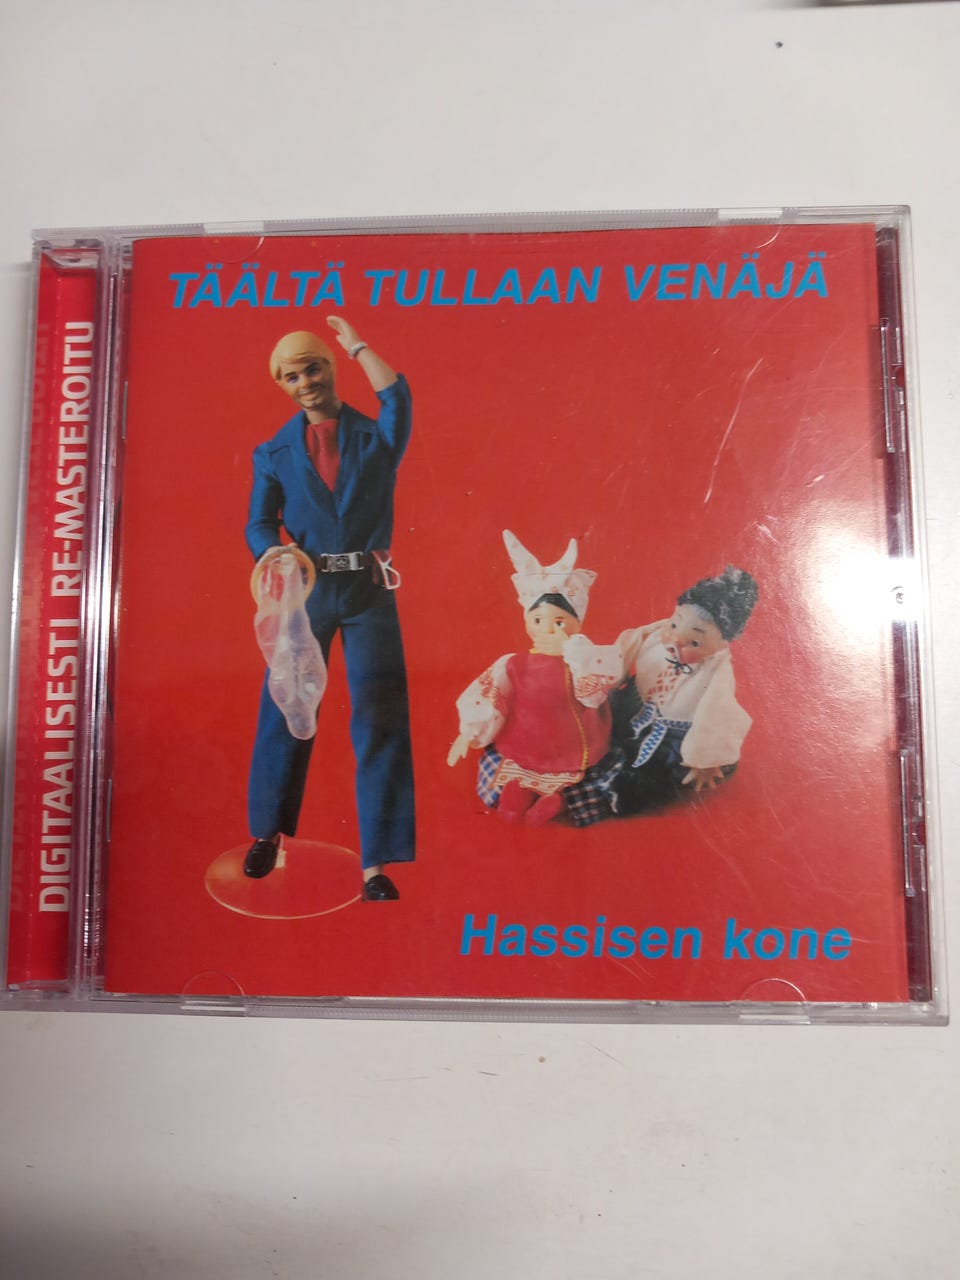 TÄÄLTÄ TULLAAN VENÄJÄ
Hassisen kone
DIGITAALISESTI RE-MASTEROITU